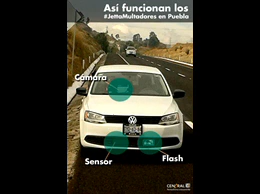 Así funcionan los
#JettaMultadores en Puebla
Cámara
Sensor
Flash
CENTRAL